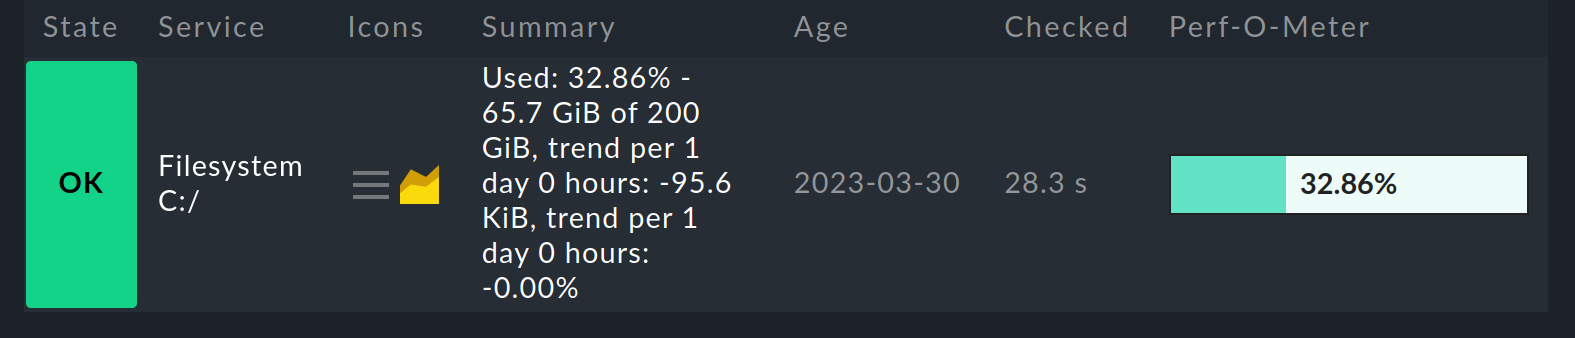 State Service Icons Summary Age Checked Perf-O-Meter
OK
Filesystem
C:/
Used: 32.86% -
65.7 GiB of 200
GiB, trend per 1
day 0 hours: -95.6
KiB, trend per 1
day 0 hours:
-0.00%
2023-03-30
28.3 s
32.86%